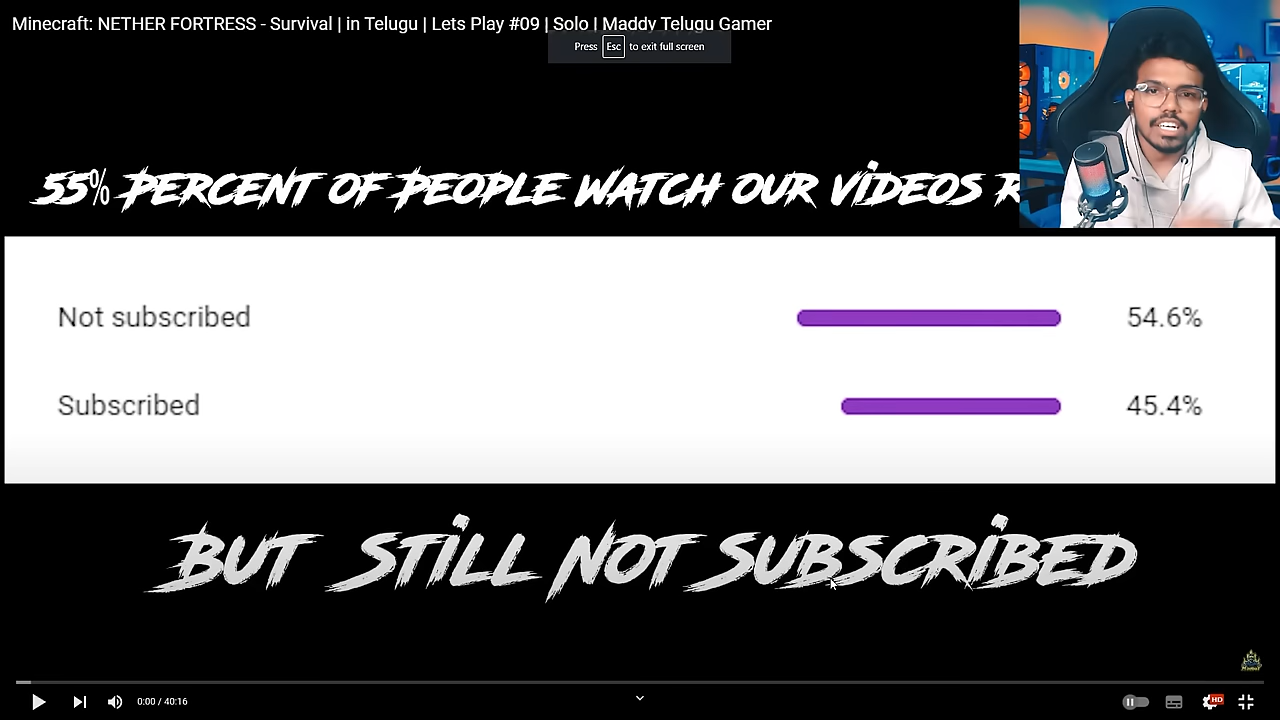 Minecraft: NETHER FORTRESS - Survival | in Telugu | Lets Play #09 | Solo | Maddy Telugu Gamer
Press Esc to exit full screen
55% PERCENT OF PEOPLE WATCH OUR VIDEOS
Not subscribed 54.6%
Subscribed 45.4%
BUT STILL NOT SUBSCRIBED
0:00 / 40:16
HD